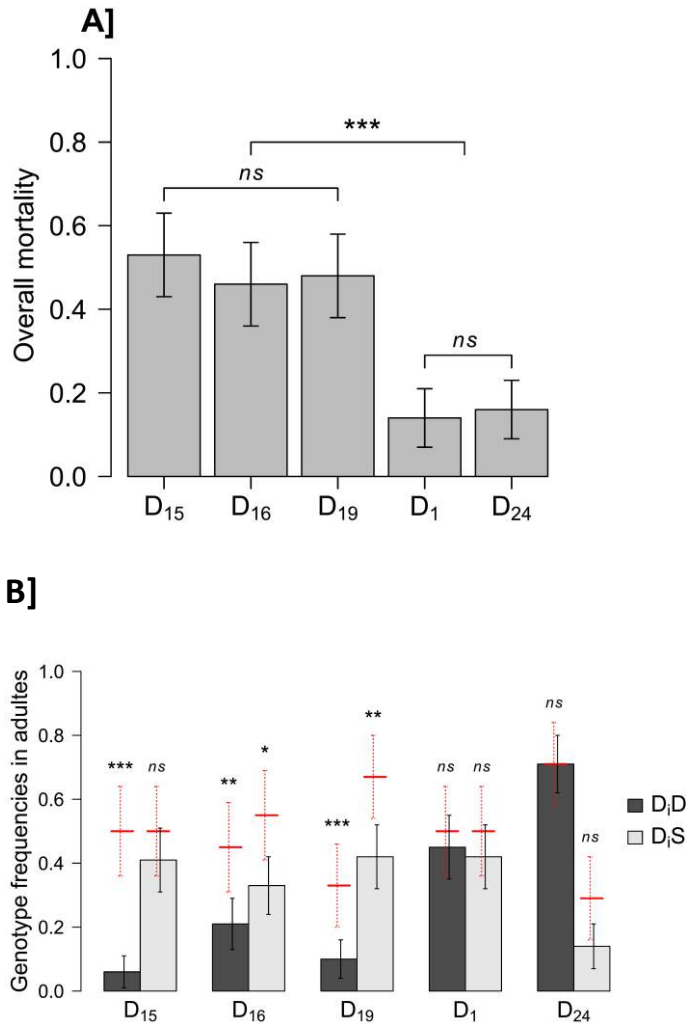 A]
Overall mortality
1.0
0.8
0.6
0.4
0.2
0.0
***
ns
ns
D15 D16 D19 D1 D24
B]
Genotype frequencies in adultes
1.0
0.8
0.6
0.4
0.2
0.0
*** ns ** * *** ** ns ns ns ns
DiD
DiS
D15 D16 D19 D1 D24